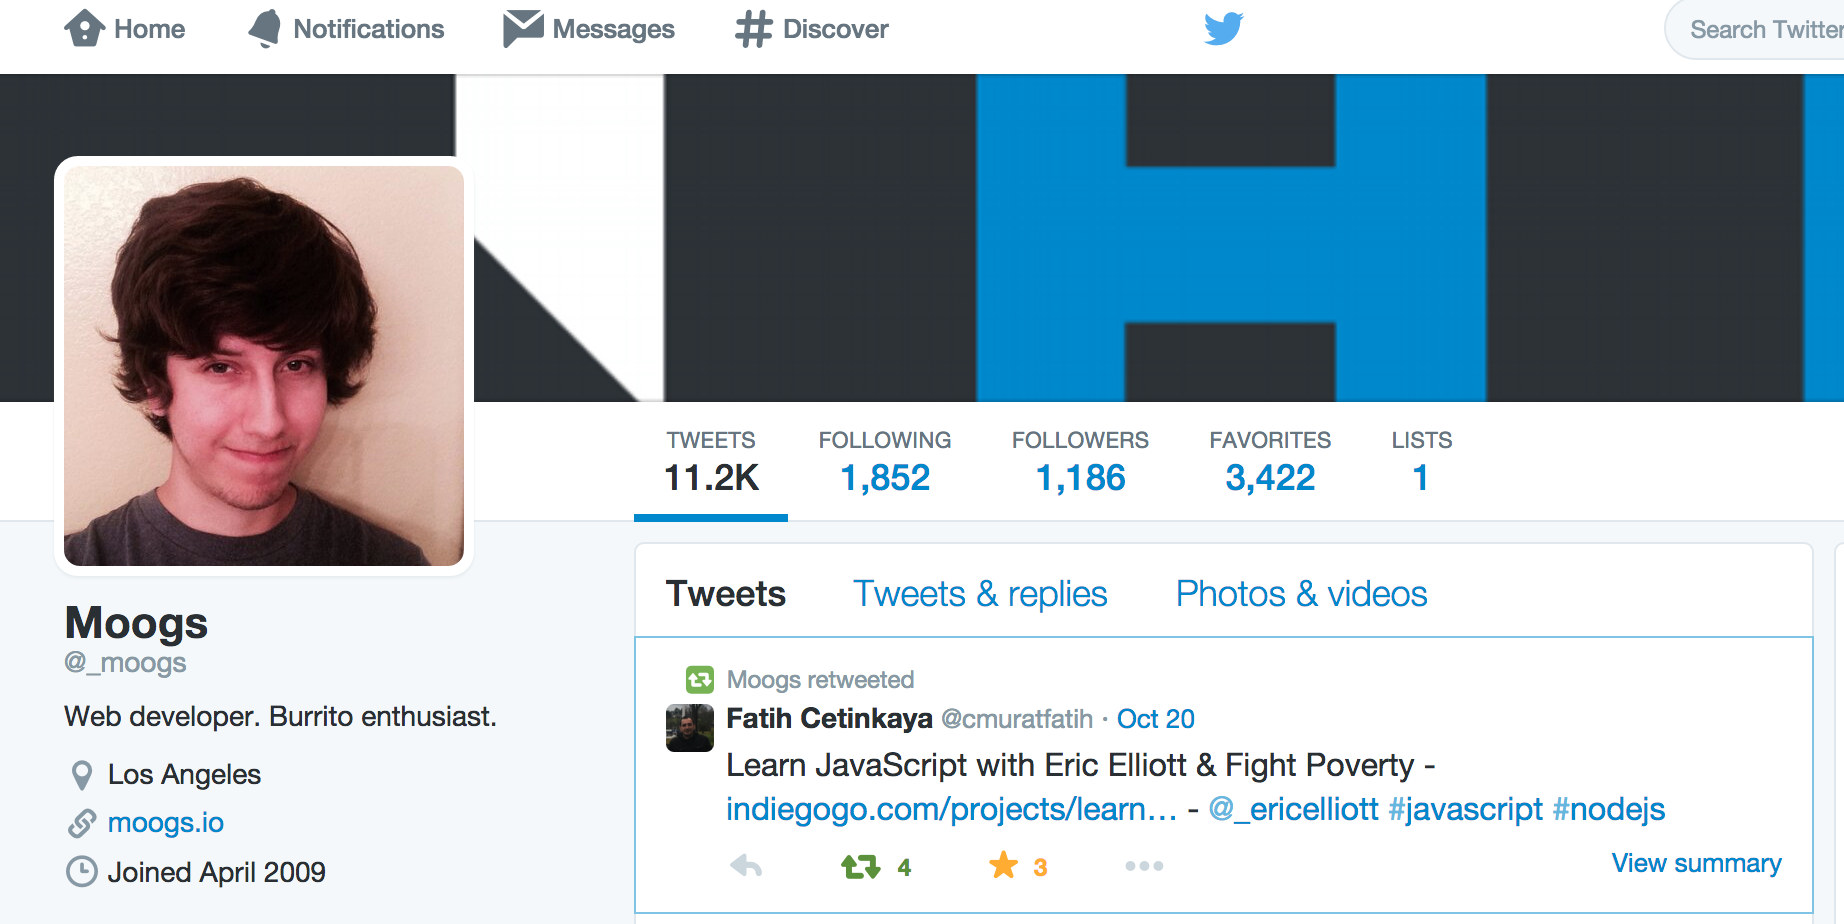 Home Notifications Messages Discover Search Twitter
TWEETS FOLLOWING FOLLOWERS FAVORITES LISTS
11.2K 1,852 1,186 3,422 1
Moogs
@_moogs
Web developer. Burrito enthusiast.
Los Angeles
moogs.io
Joined April 2009
Tweets Tweets & replies Photos & videos
Moogs retweeted
Fatih Cetinkaya @cmuratfatih · Oct 20
Learn JavaScript with Eric Elliott & Fight Poverty -
indiegogo.com/projects/learn… - @_ericelliott #javascript #nodejs
4 3 View summary